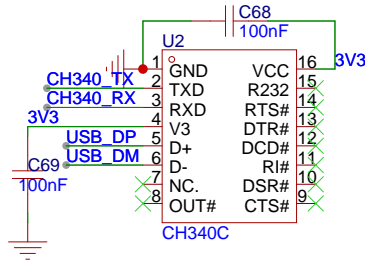 C68
100nF
U2
1 GND VCC 16 3V3
CH340_TX 2 TXD R232 15
CH340_RX 3 RXD RTS# 14
3V3 4 V3 DTR# 13
USB_DP 5 D+ DCD# 12
USB_DM 6 D- RI# 11
C69
100nF
7 NC. DSR# 10
8 OUT# CTS# 9
CH340C